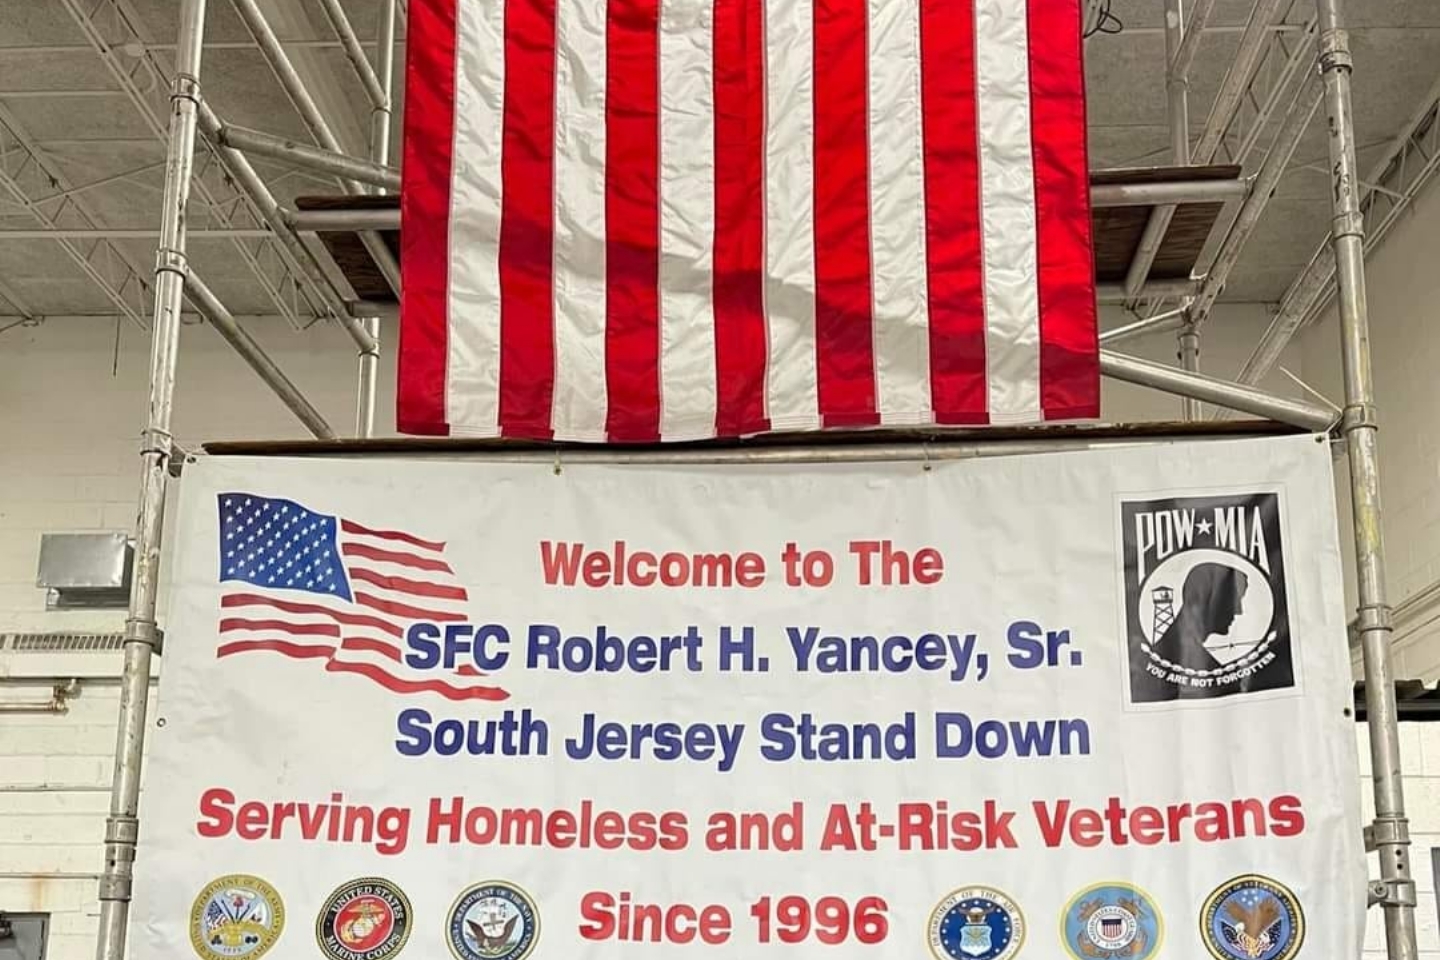 Welcome to The
SFC Robert H. Yancey, Sr.
South Jersey Stand Down
Serving Homeless and At-Risk Veterans
Since 1996
POW★MIA
YOU ARE NOT FORGOTTEN
UNITED STATES
MARINE CORPS